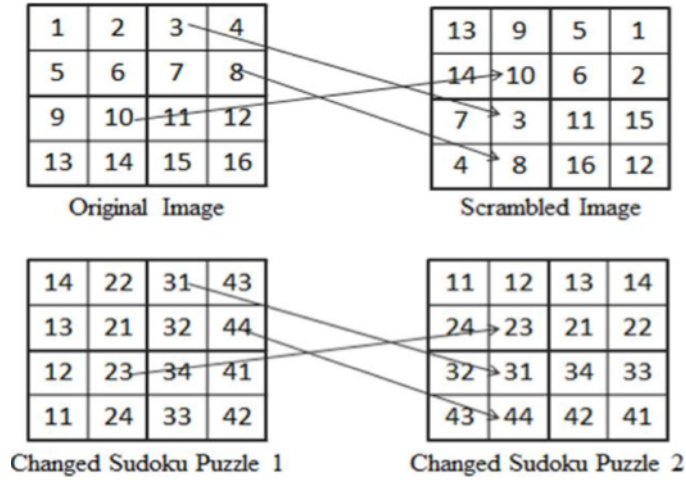 1 2 3 4 13 9 5 1
5 6 7 8 14 10 6 2
9 10 11 12 7 3 11 15
13 14 15 16 4 8 16 12
Original Image Scrambled Image
14 22 31 43 11 12 13 14
13 21 32 44 24 23 21 22
12 23 34 41 32 31 34 33
11 24 33 42 43 44 42 41
Changed Sudoku Puzzle 1 Changed Sudoku Puzzle 2